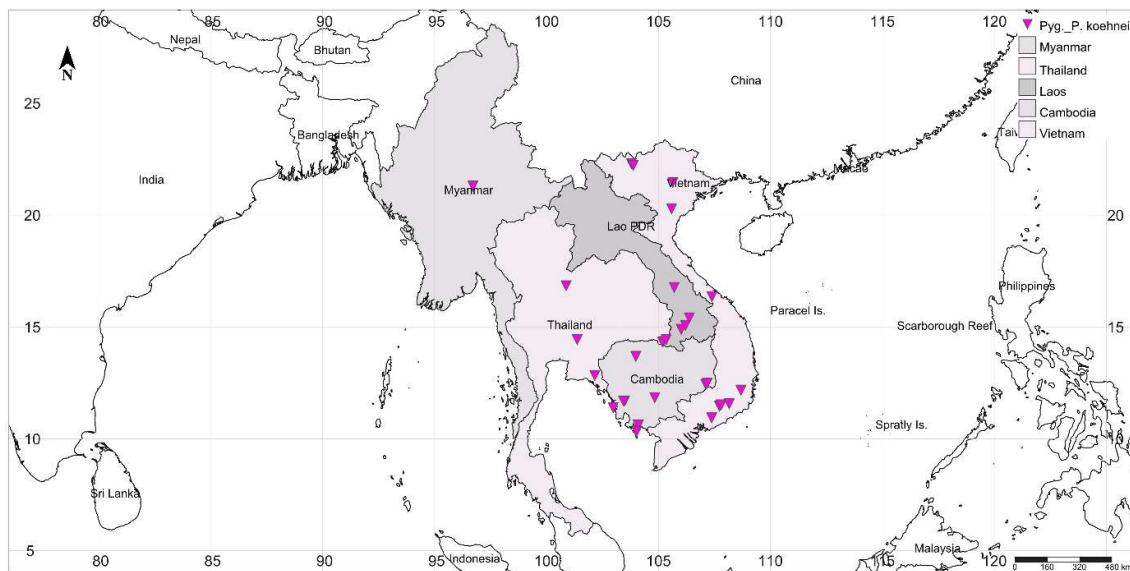 80 85 90 95 100 105 110 115 120
Nepal
Bhutan
China
N
25
Bangladesh
India
Myanmar
Vietnam
Macao
20
Lao PDR
20
Thailand
Paracel Is.
Philippines
15
Scarborough Reef
15
Cambodia
Spratly Is.
10
10
Sri Lanka
5
Indonesia
Malaysia
80 85 90 95 100 105 110 115 120
Pyg._P. koehnei
Myanmar
Thailand
Laos
Cambodia
Vietnam
0 160 320 480 km